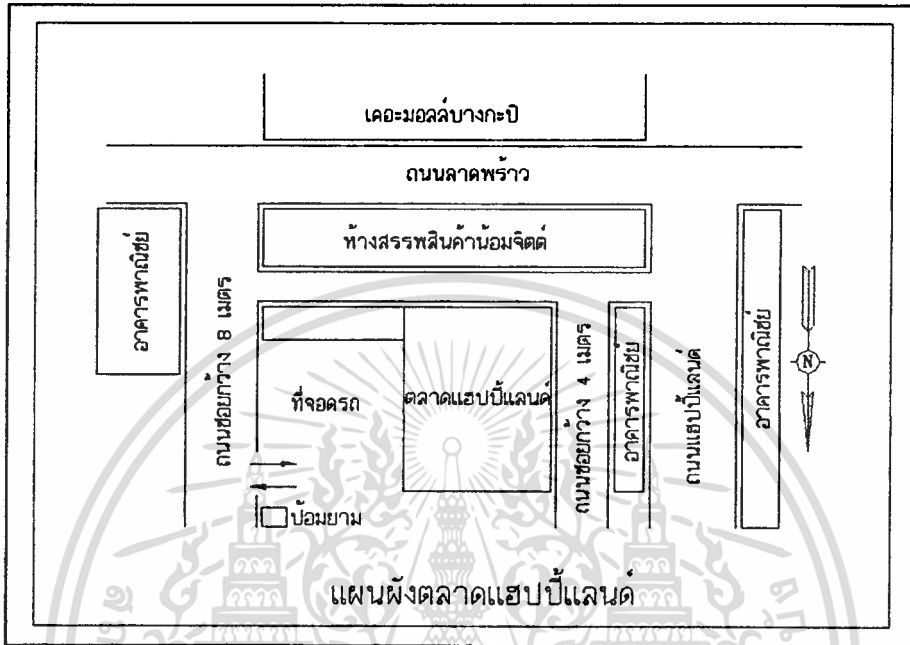 เดอะมอลล์บางกะปิ
ถนนลาดพร้าว
ห้างสรรพสินค้าน้อมจิตต์
อาคารพาณิชย์
ถนนซอยกว้าง 8 เมตร
ที่จอดรถ
ตลาดแฮปปี้แลนด์
ถนนซอยกว้าง 4 เมตร
อาคารพาณิชย์
ถนนแฮปปี้แลนด์
อาคารพาณิชย์
N
ป้อมยาม
แผนผังตลาดแฮปปี้แลนด์